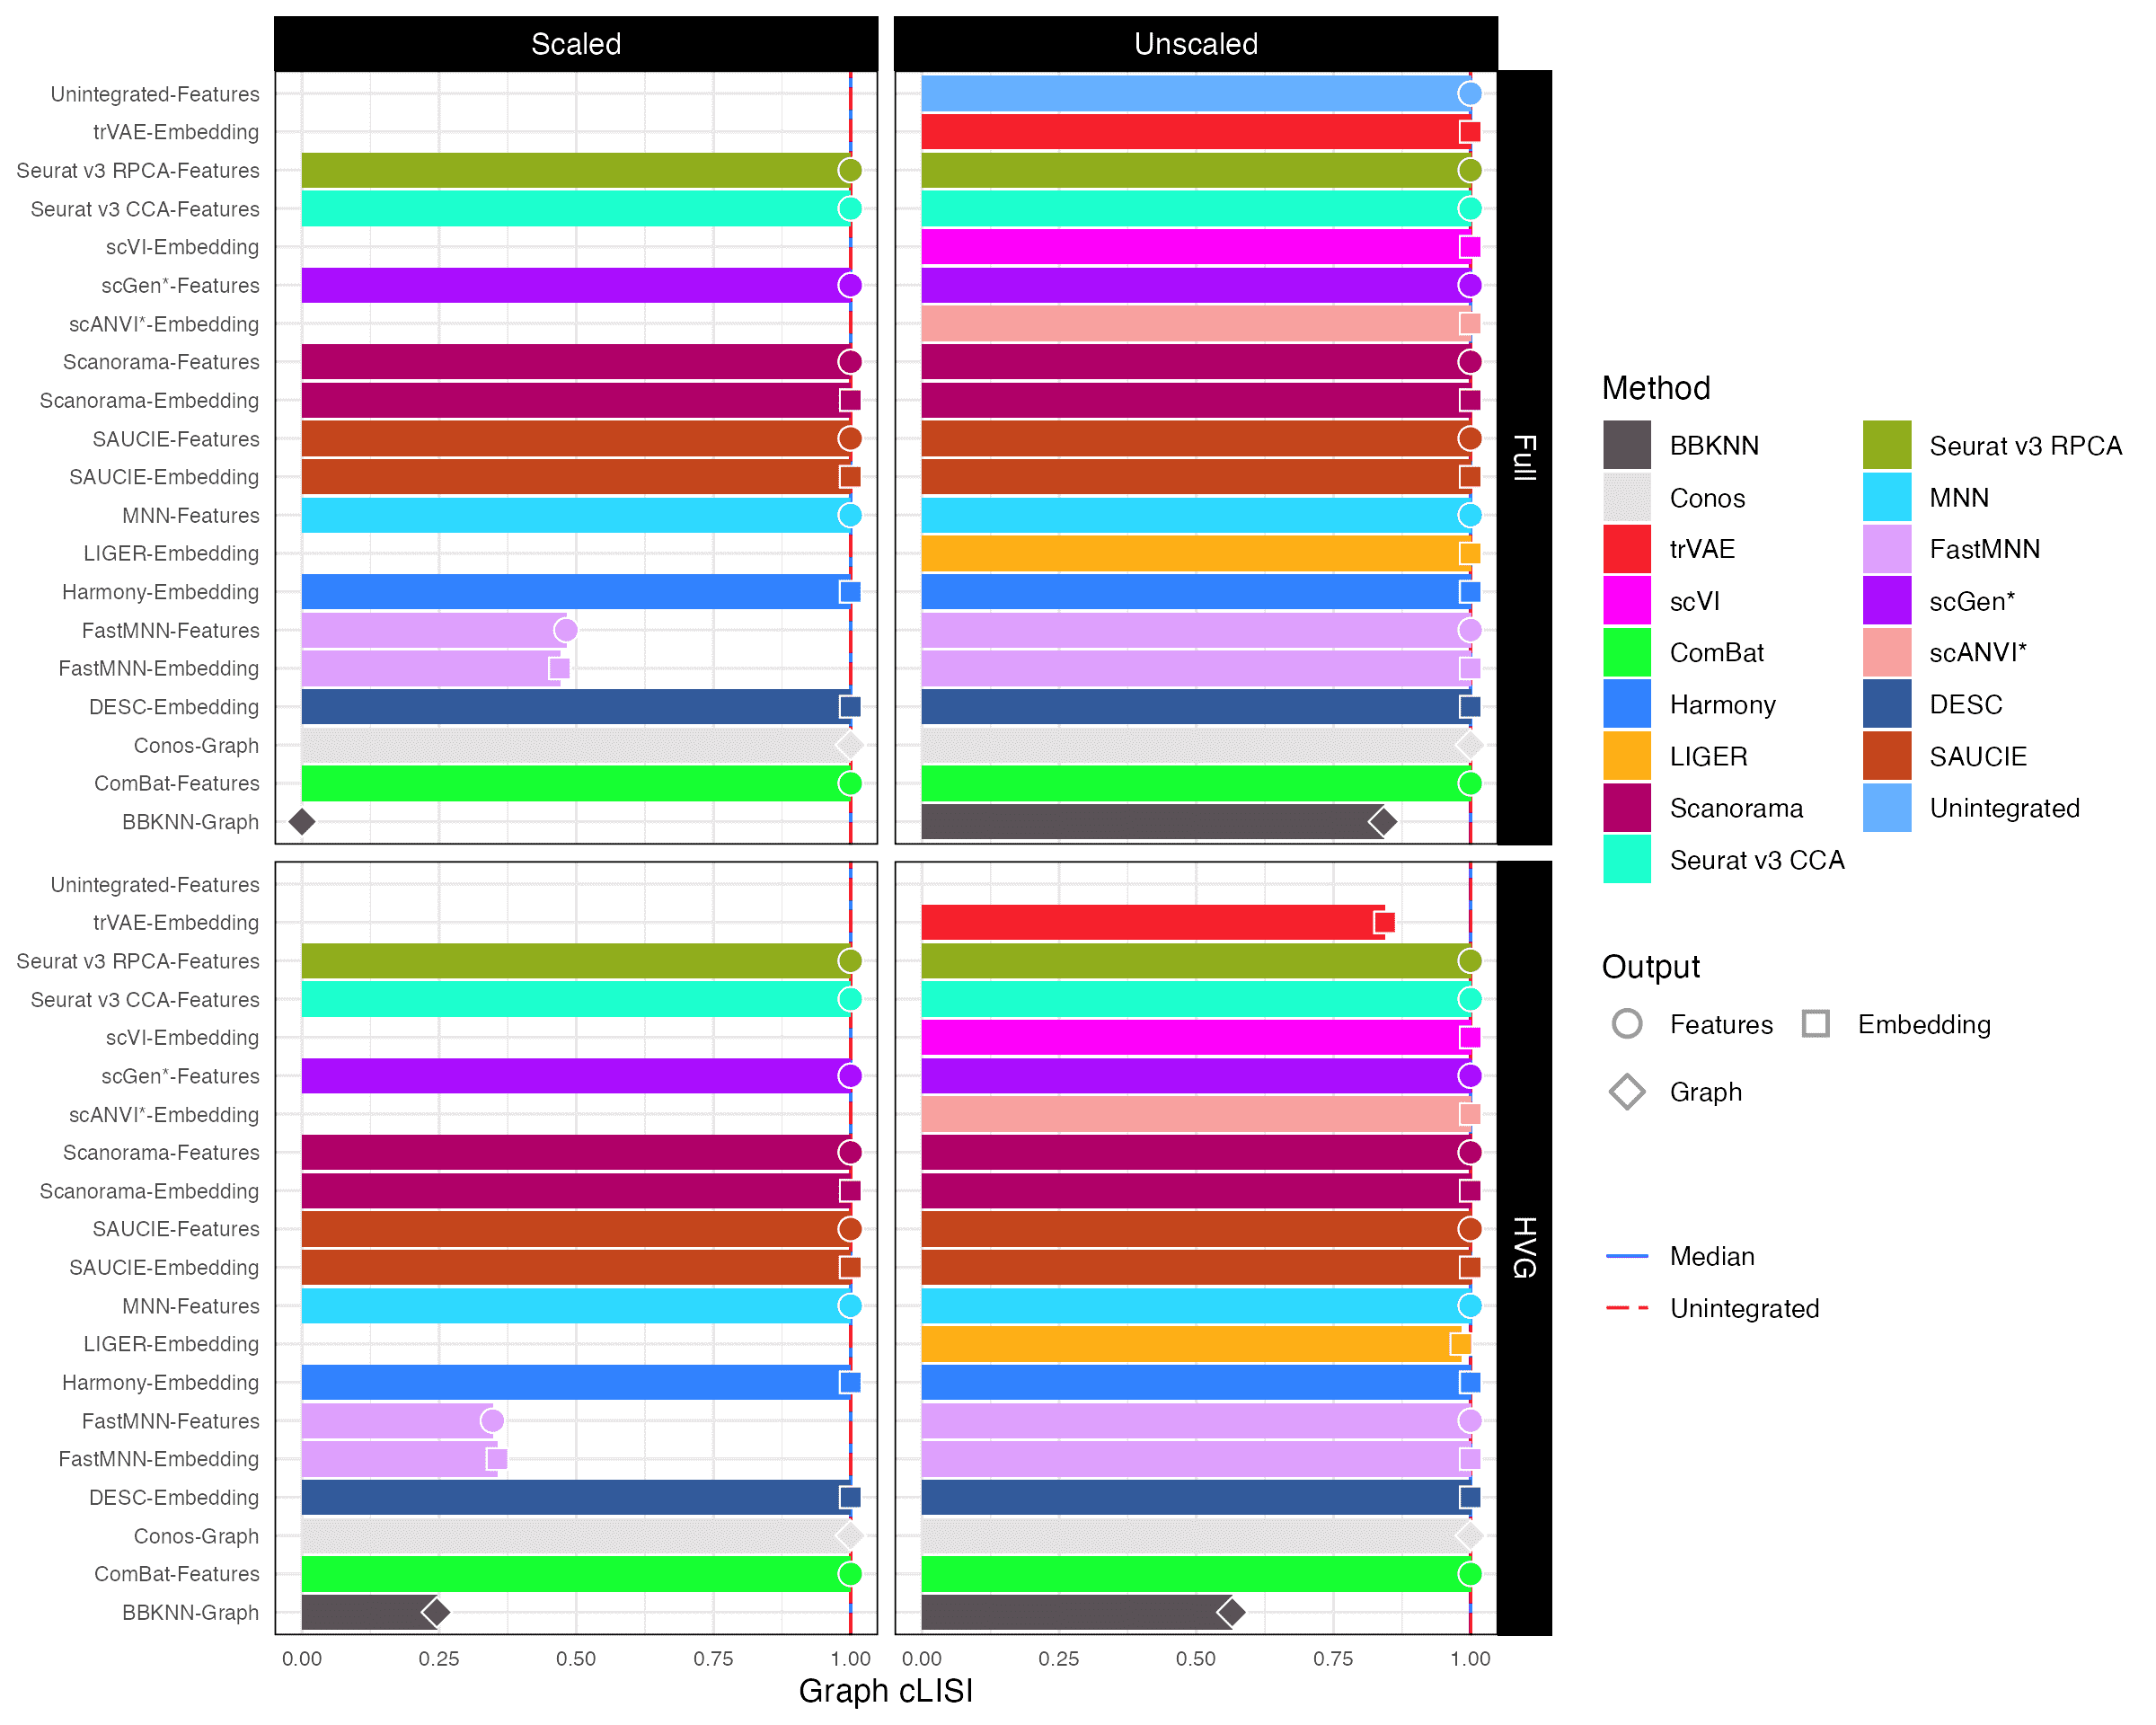 Scaled
Unscaled
Unintegrated-Features
trVAE-Embedding
Seurat v3 RPCA-Features
Seurat v3 CCA-Features
scVI-Embedding
scGen*-Features
scANVI*-Embedding
Scanorama-Features
Scanorama-Embedding
SAUCIE-Features
SAUCIE-Embedding
MNN-Features
LIGER-Embedding
Harmony-Embedding
FastMNN-Features
FastMNN-Embedding
DESC-Embedding
Conos-Graph
ComBat-Features
BBKNN-Graph
Full
Unintegrated-Features
trVAE-Embedding
Seurat v3 RPCA-Features
Seurat v3 CCA-Features
scVI-Embedding
scGen*-Features
scANVI*-Embedding
Scanorama-Features
Scanorama-Embedding
SAUCIE-Features
SAUCIE-Embedding
MNN-Features
LIGER-Embedding
Harmony-Embedding
FastMNN-Features
FastMNN-Embedding
DESC-Embedding
Conos-Graph
ComBat-Features
BBKNN-Graph
HVG
0.00 0.25 0.50 0.75 1.00 0.00 0.25 0.50 0.75 1.00
Graph cLISI
Method
BBKNN
Conos
trVAE
scVI
ComBat
Harmony
LIGER
Scanorama
Seurat v3 CCA
Seurat v3 RPCA
MNN
FastMNN
scGen*
scANVI*
DESC
SAUCIE
Unintegrated
Output
Features
Embedding
Graph
Median
Unintegrated